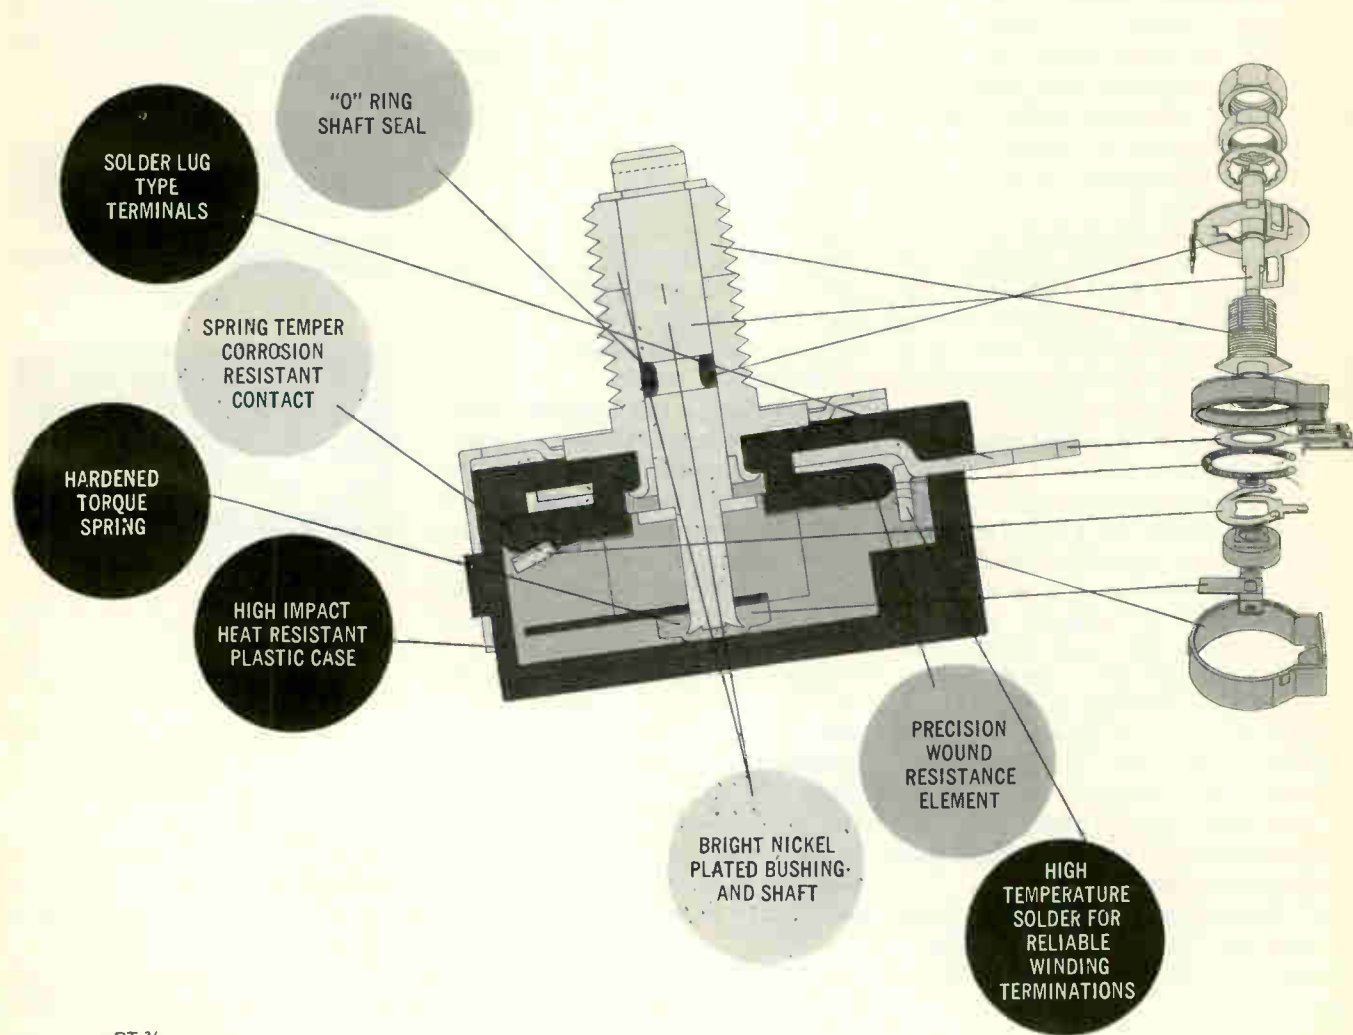 "O" RING
SHAFT SEAL
SOLDER LUG
TYPE
TERMINALS
SPRING TEMPER
CORROSION
RESISTANT
CONTACT
HARDENED
TORQUE
SPRING
HIGH IMPACT
HEAT RESISTANT
PLASTIC CASE
PRECISION
WOUND
RESISTANCE
ELEMENT
BRIGHT NICKEL
PLATED BUSHING
AND SHAFT
HIGH
TEMPERATURE
SOLDER FOR
RELIABLE
WINDING
TERMINATIONS